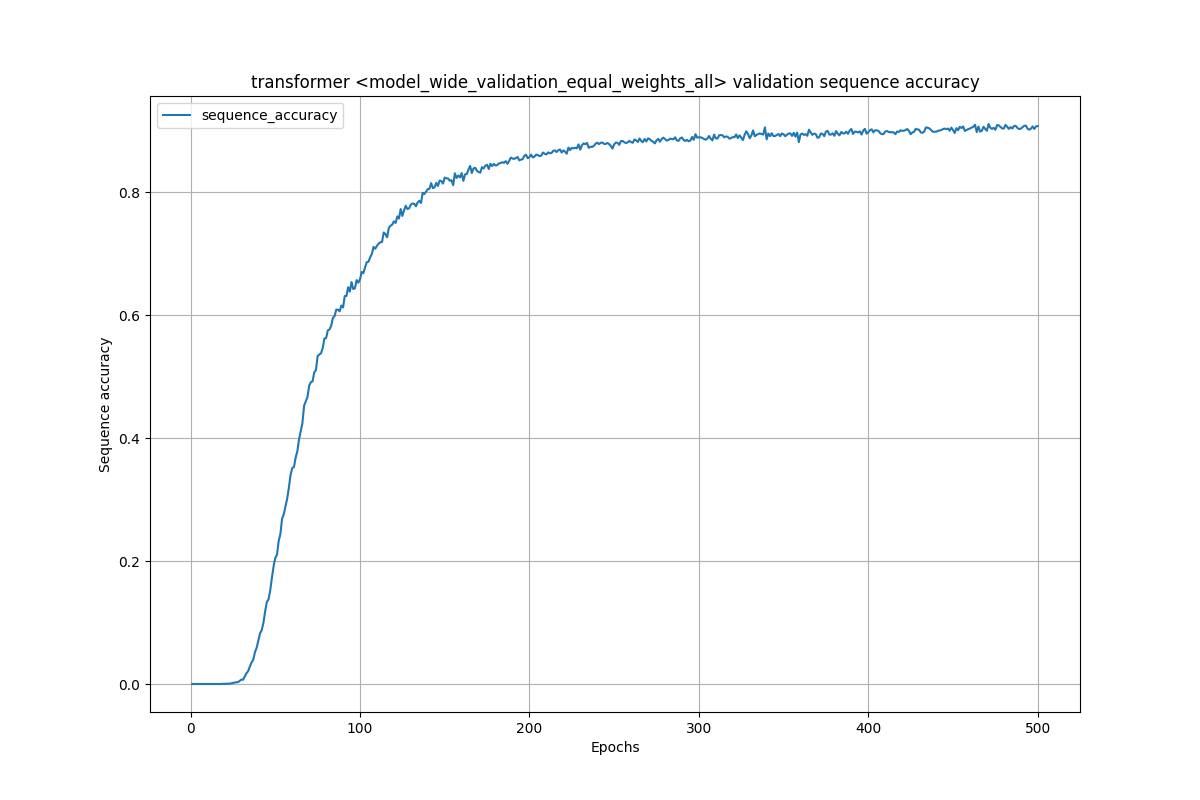 transformer <model_wide_validation_equal_weights_all> validation sequence accuracy
sequence_accuracy
Sequence accuracy
0.8
0.6
0.4
0.2
0.0
0 100 200 300 400 500
Epochs